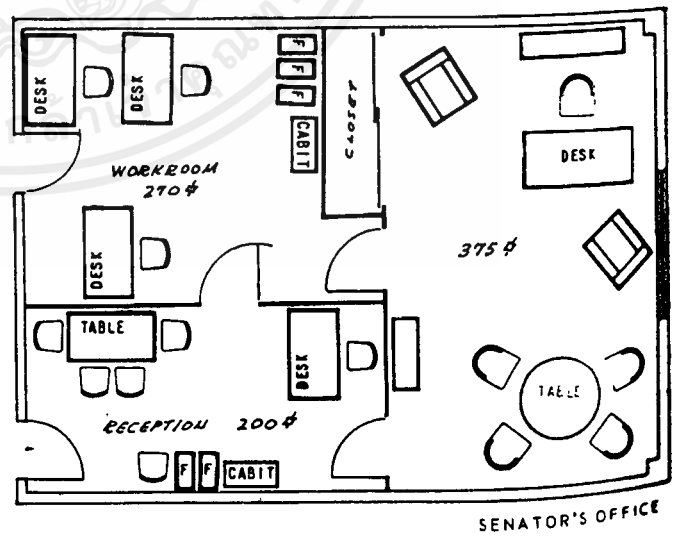 DESK
DESK
F
F
F
CABIT
CLOSET
DESK
WORKROOM
270 ⌀
DESK
375 ⌀
TABLE
DESK
TABLE
RECEPTION 200 ⌀
F F CABIT
SENATOR'S OFFICE